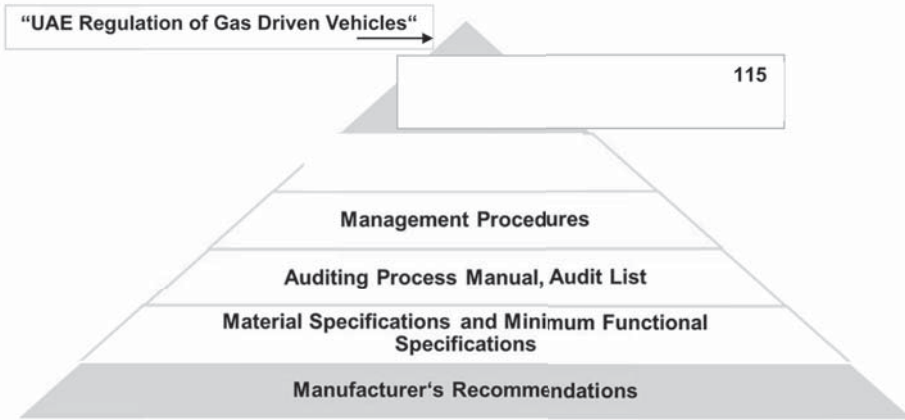 “UAE Regulation of Gas Driven Vehicles“
115
Management Procedures
Auditing Process Manual, Audit List
Material Specifications and Minimum Functional
Specifications
Manufacturer‘s Recommendations